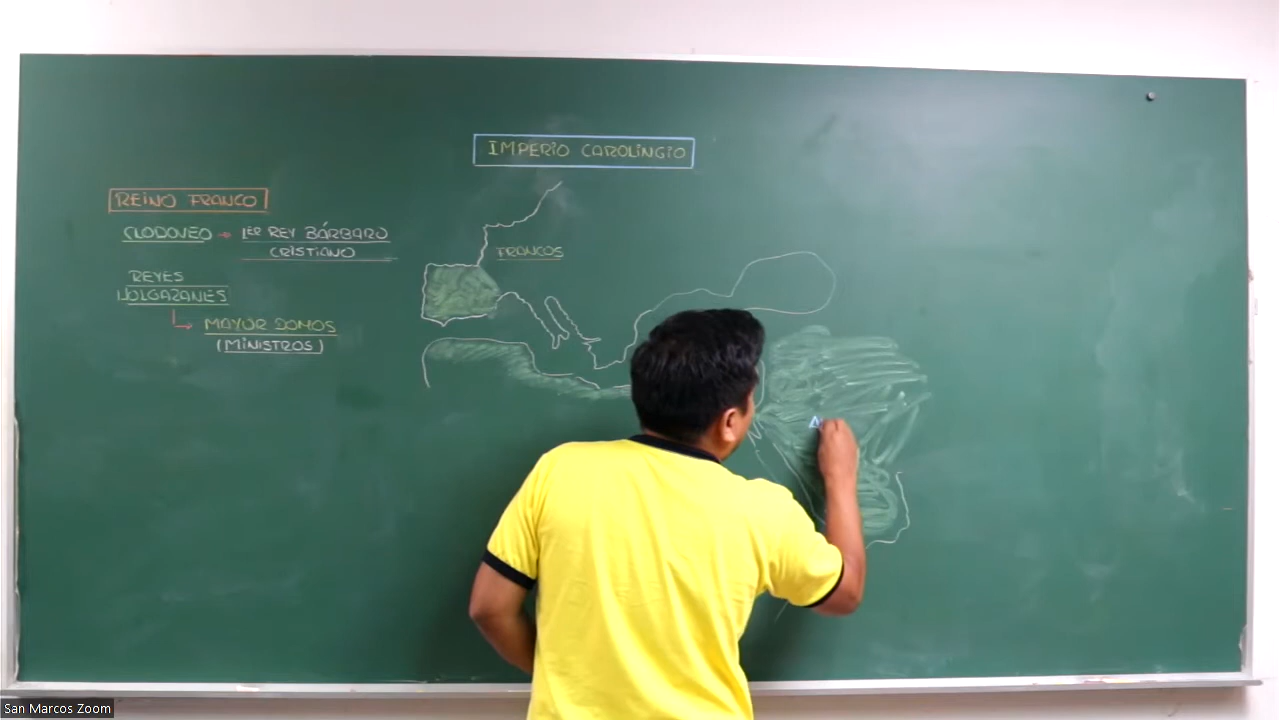 IMPERIO CAROLINGIO
REINO FRANCO
CLODOVEO → 1ER REY BÁRBARO
CRISTIANO
FRANCOS
REYES
HOLGAZANES
MAYORDOMOS
(MINISTROS)
San Marcos Zoom